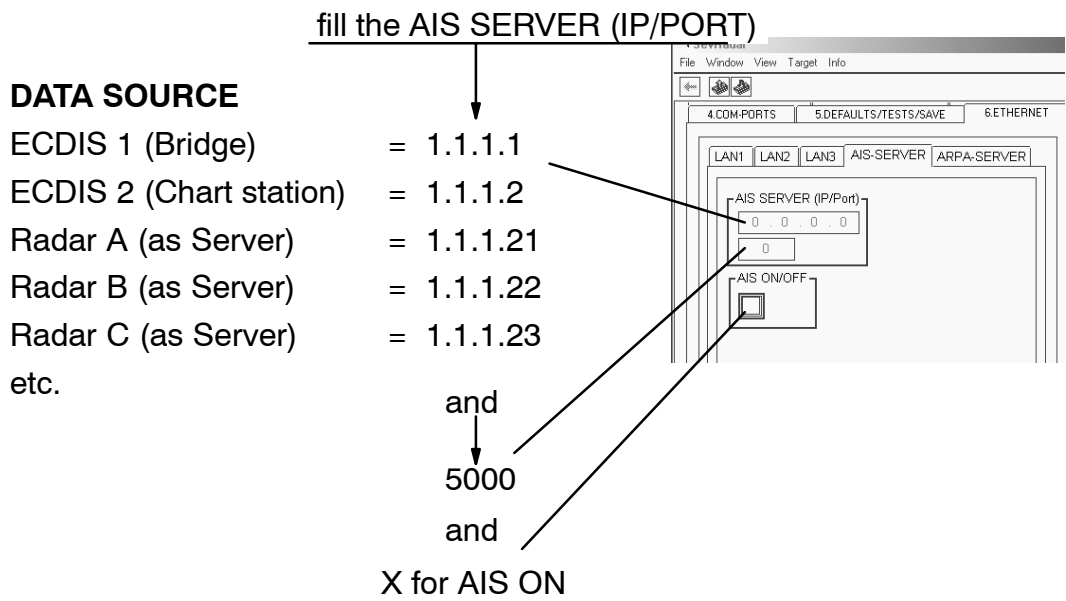 fill the AIS SERVER (IP/PORT)
DATA SOURCE
ECDIS 1 (Bridge) = 1.1.1.1
ECDIS 2 (Chart station) = 1.1.1.2
Radar A (as Server) = 1.1.1.21
Radar B (as Server) = 1.1.1.22
Radar C (as Server) = 1.1.1.23
etc.
and
5000
and
X for AIS ON
File Window View Target Info
4.COM-PORTS 5.DEFAULTS/TESTS/SAVE 6.ETHERNET
LAN1 LAN2 LAN3 AIS-SERVER ARPA-SERVER
AIS SERVER (IP/Port)
0 . 0 . 0 . 0
0
AIS ON/OFF